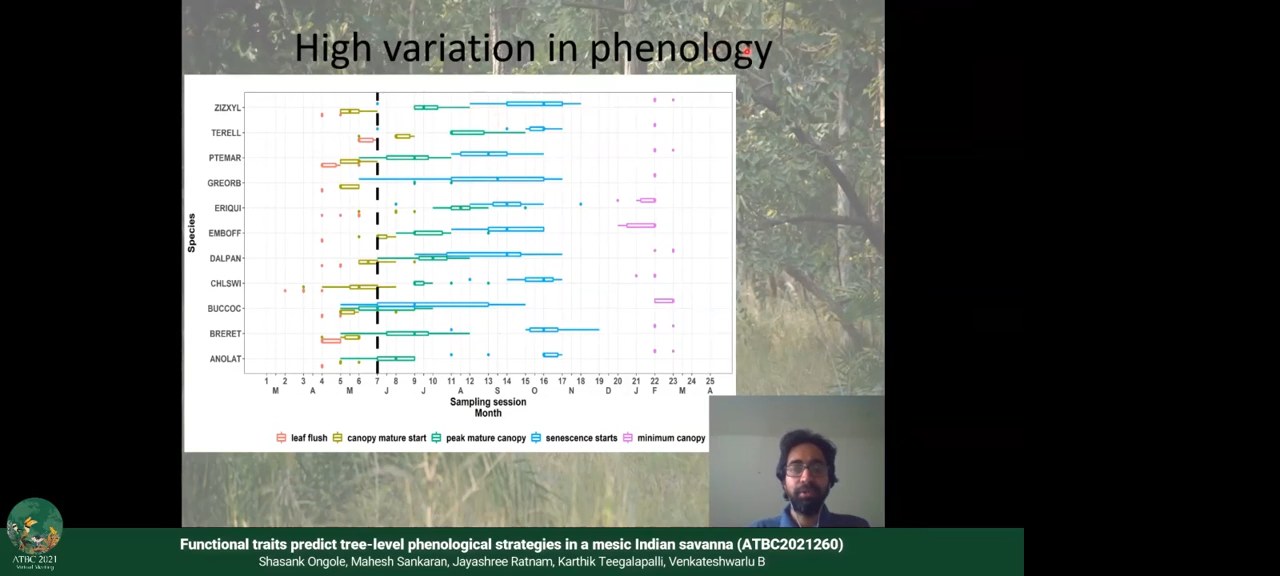 High variation in phenology
ZIZXYL
TERELL
PTEMAR
GREORB
ERIQUI
EMBOFF
DALPAN
CHLSWI
BUCCOC
BRERET
ANOLAT
Species
1 2 3 4 5 6 7 8 9 10 11 12 13 14 15 16 17 18 19 20 21 22 23 24 25
M A M J J A S O N D J F M A
Sampling session
Month
leaf flush canopy mature start peak mature canopy senescence starts minimum canopy
ATBC 2021
Virtual Meeting
Functional traits predict tree-level phenological strategies in a mesic Indian savanna (ATBC2021260)
Shasank Ongole, Mahesh Sankaran, Jayashree Ratnam, Karthik Teegalapalli, Venkateshwarlu B